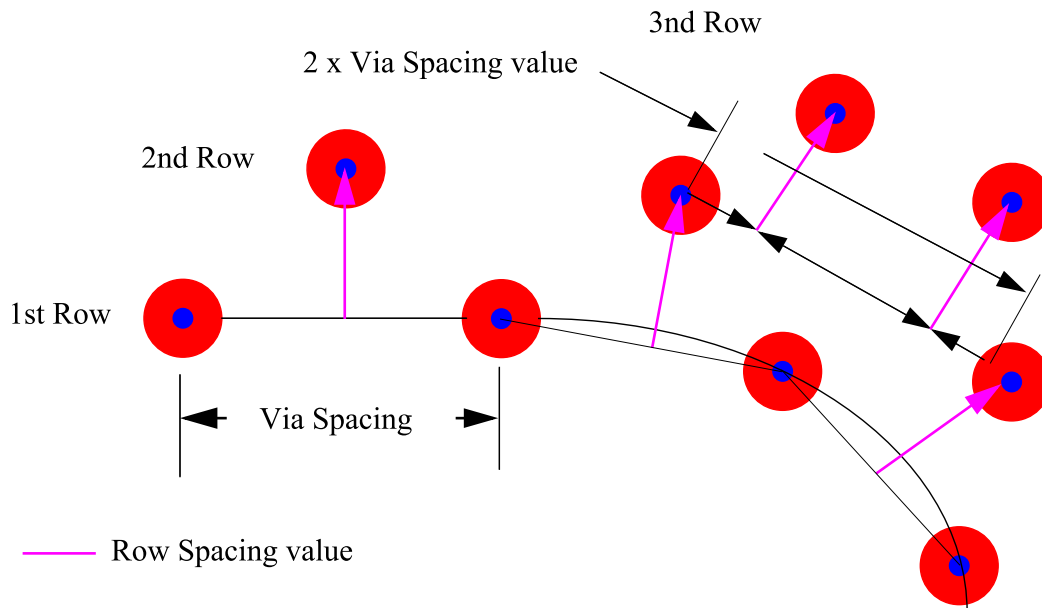 3nd Row
2 x Via Spacing value
2nd Row
1st Row
Via Spacing
Row Spacing value